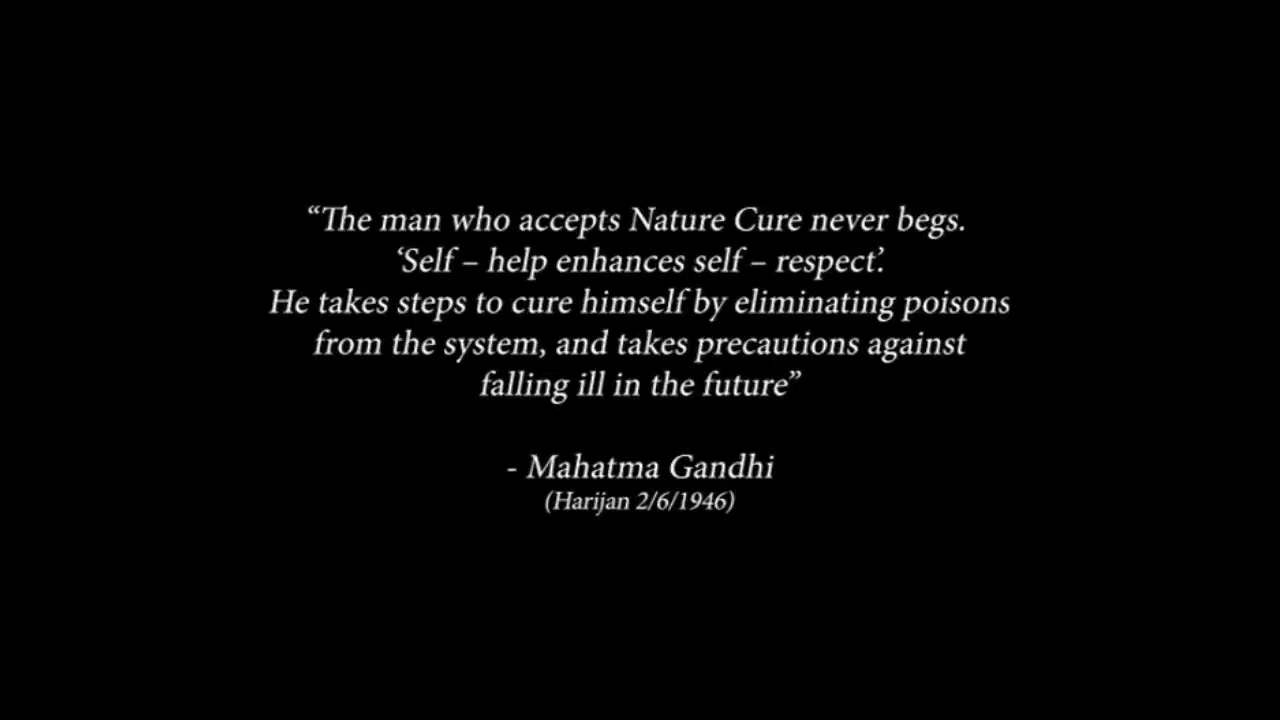 “The man who accepts Nature Cure never begs.
‘Self – help enhances self – respect’.
He takes steps to cure himself by eliminating poisons
from the system, and takes precautions against
falling ill in the future”
- Mahatma Gandhi
(Harijan 2/6/1946)